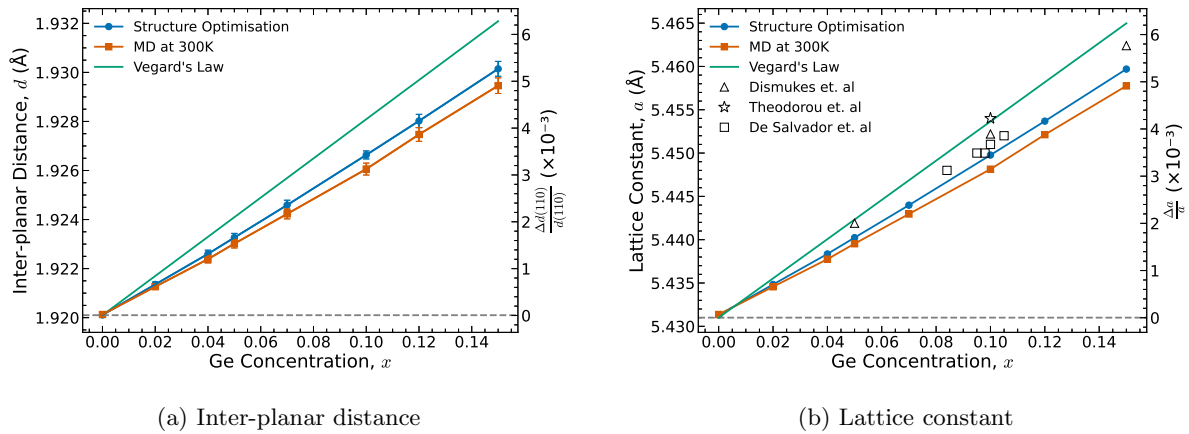 Structure Optimisation
MD at 300K
Vegard's Law
1.932
1.930
1.928
1.926
1.924
1.922
1.920
Inter-planar Distance, d (Å)
6
5
4
3
2
1
0
Δd(110)/d(110) (×10⁻³)
0.00 0.02 0.04 0.06 0.08 0.10 0.12 0.14
Ge Concentration, x
(a) Inter-planar distance
Structure Optimisation
MD at 300K
Vegard's Law
Dismukes et. al
Theodorou et. al
De Salvador et. al
5.465
5.460
5.455
5.450
5.445
5.440
5.435
5.430
Lattice Constant, a (Å)
6
5
4
3
2
1
0
Δa/a (×10⁻³)
0.00 0.02 0.04 0.06 0.08 0.10 0.12 0.14
Ge Concentration, x
(b) Lattice constant